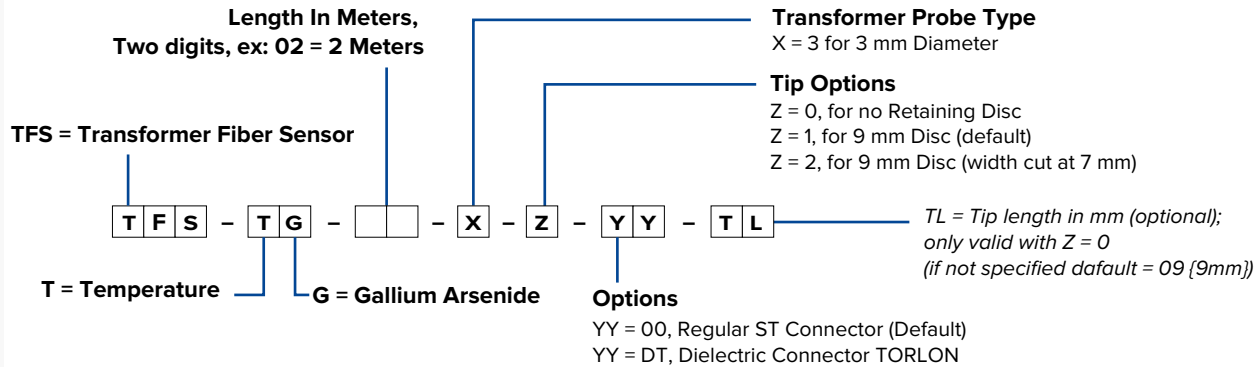 Length In Meters,
Two digits, ex: 02 = 2 Meters
Transformer Probe Type
X = 3 for 3 mm Diameter
Tip Options
Z = 0, for no Retaining Disc
Z = 1, for 9 mm Disc (default)
Z = 2, for 9 mm Disc (width cut at 7 mm)
TFS = Transformer Fiber Sensor
T F S – T G – – X – Z – Y Y – T L
TL = Tip length in mm (optional);
only valid with Z = 0
(if not specified dafault = 09 {9mm})
T = Temperature
G = Gallium Arsenide
Options
YY = 00, Regular ST Connector (Default)
YY = DT, Dielectric Connector TORLON